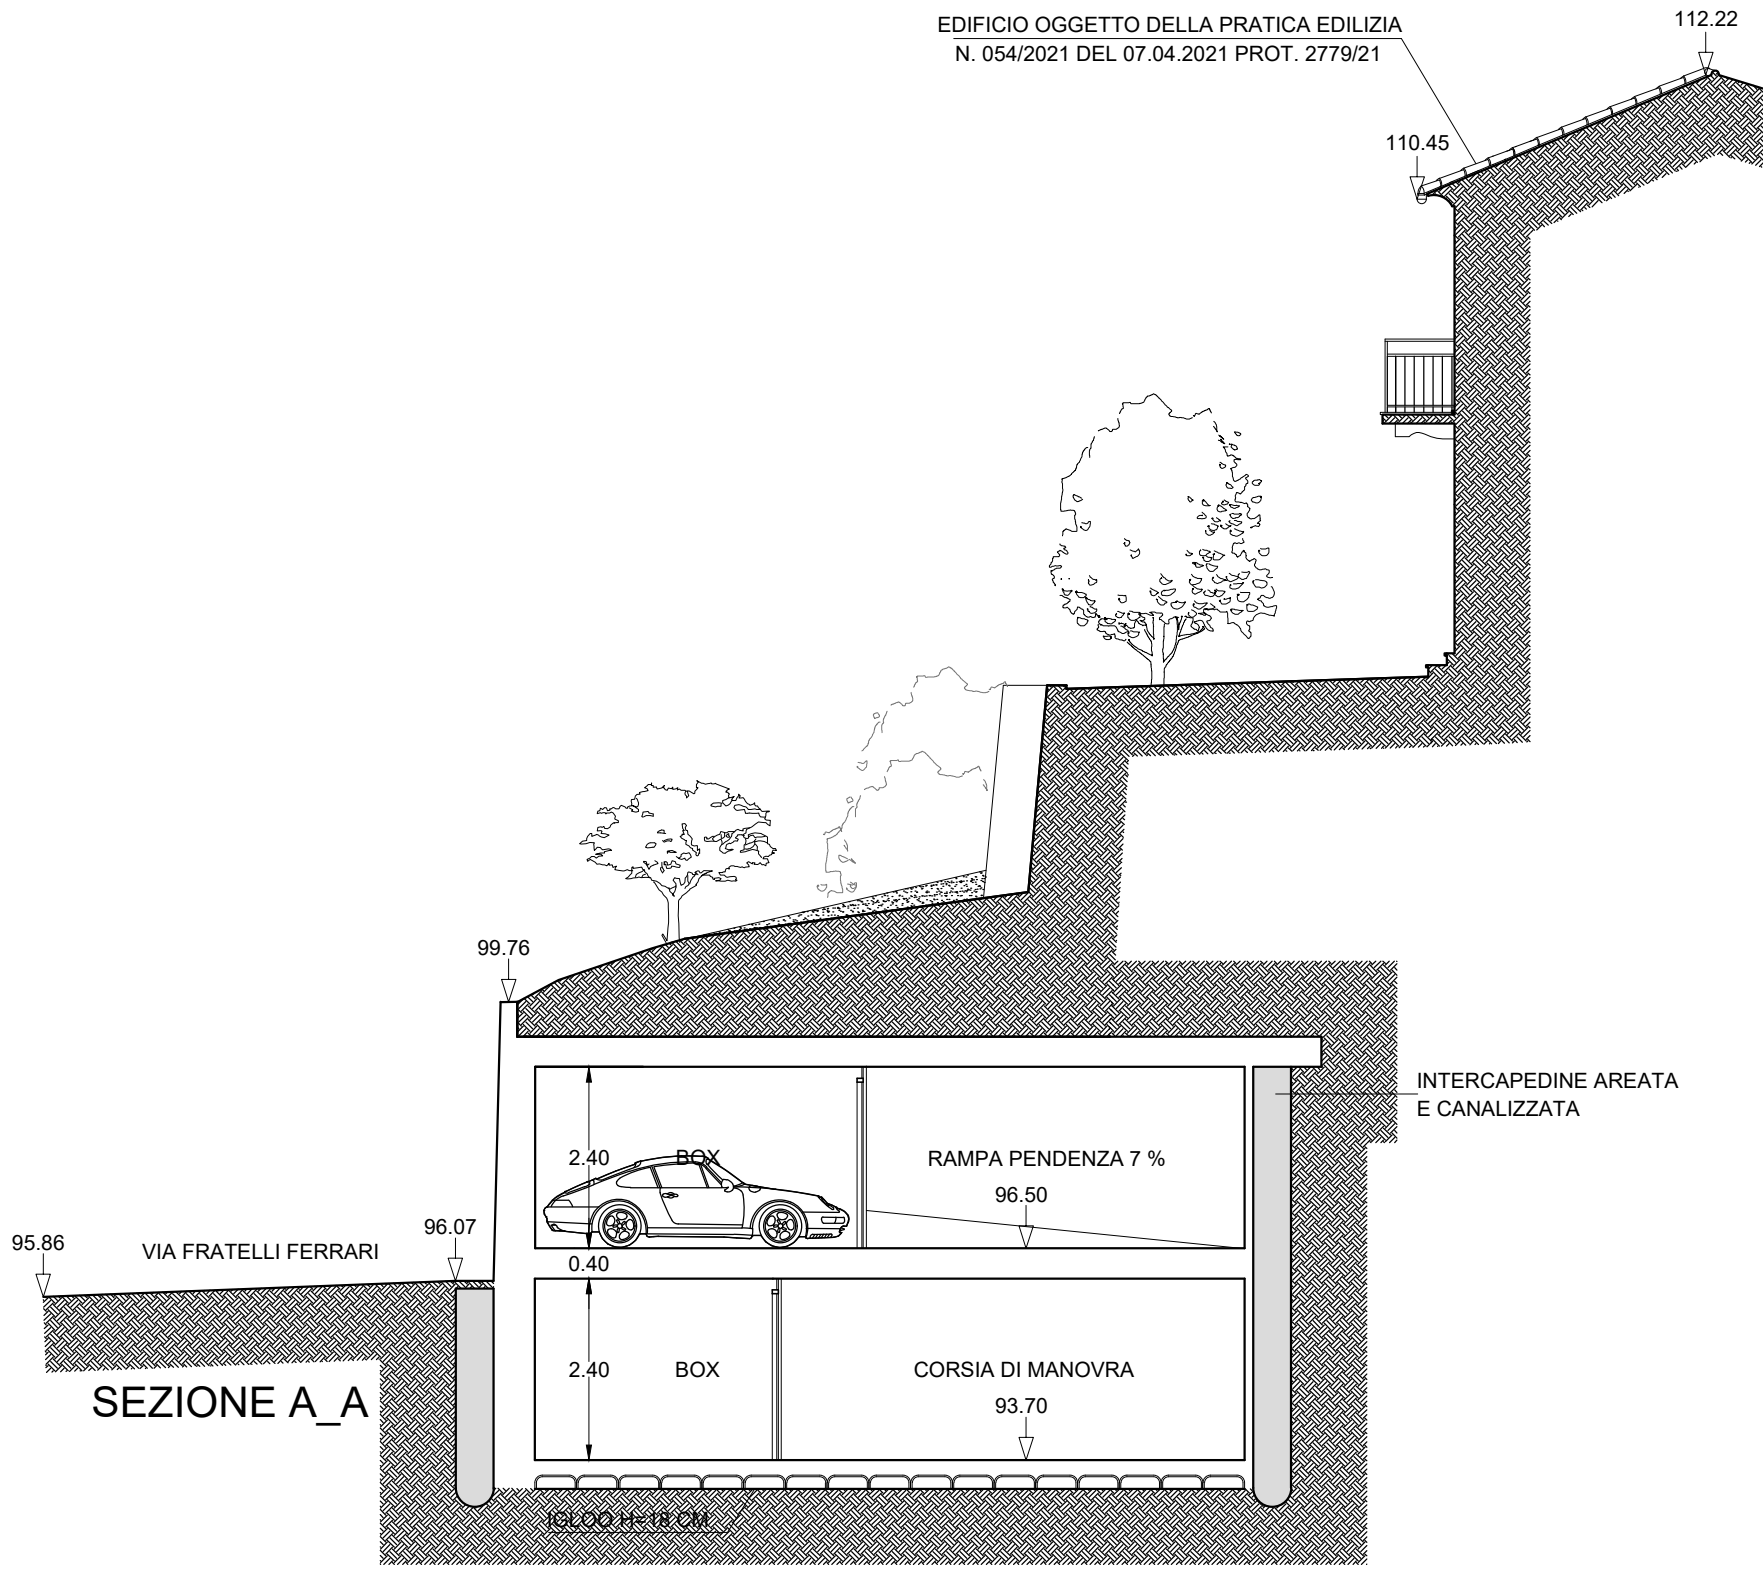 112.22
EDIFICIO OGGETTO DELLA PRATICA EDILIZIA
N. 054/2021 DEL 07.04.2021 PROT. 2779/21
110.45
99.76
INTERCAPEDINE AREATA
E CANALIZZATA
2.40
BOX
RAMPA PENDENZA 7 %
96.50
96.07
95.86
VIA FRATELLI FERRARI
0.40
2.40
BOX
CORSIA DI MANOVRA
93.70
SEZIONE A_A
IGLOO H=18 CM